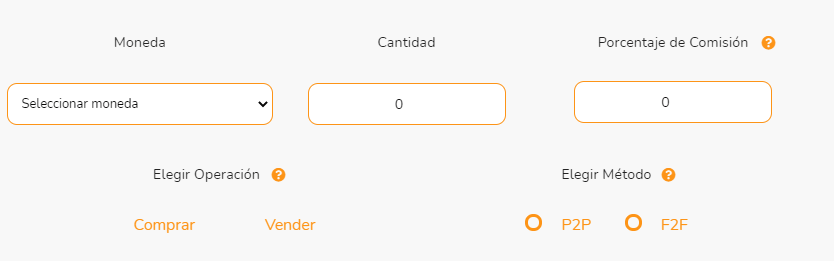 Moneda Cantidad Porcentaje de Comisión ?
Seleccionar moneda 0 0
Elegir Operación ? Elegir Método ?
Comprar Vender P2P F2F